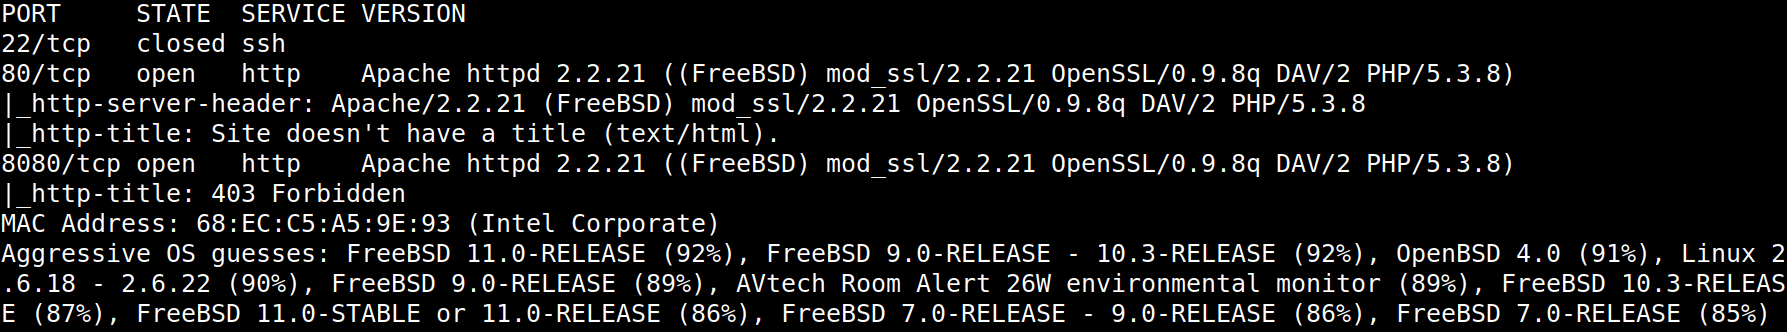 PORT     STATE  SERVICE VERSION
22/tcp   closed ssh
80/tcp   open   http    Apache httpd 2.2.21 ((FreeBSD) mod_ssl/2.2.21 OpenSSL/0.9.8q DAV/2 PHP/5.3.8)
|_http-server-header: Apache/2.2.21 (FreeBSD) mod_ssl/2.2.21 OpenSSL/0.9.8q DAV/2 PHP/5.3.8
|_http-title: Site doesn't have a title (text/html).
8080/tcp open   http    Apache httpd 2.2.21 ((FreeBSD) mod_ssl/2.2.21 OpenSSL/0.9.8q DAV/2 PHP/5.3.8)
|_http-title: 403 Forbidden
MAC Address: 68:EC:C5:A5:9E:93 (Intel Corporate)
Aggressive OS guesses: FreeBSD 11.0-RELEASE (92%), FreeBSD 9.0-RELEASE - 10.3-RELEASE (92%), OpenBSD 4.0 (91%), Linux 2
.6.18 - 2.6.22 (90%), FreeBSD 9.0-RELEASE (89%), AVtech Room Alert 26W environmental monitor (89%), FreeBSD 10.3-RELEAS
E (87%), FreeBSD 11.0-STABLE or 11.0-RELEASE (86%), FreeBSD 7.0-RELEASE - 9.0-RELEASE (86%), FreeBSD 7.0-RELEASE (85%)